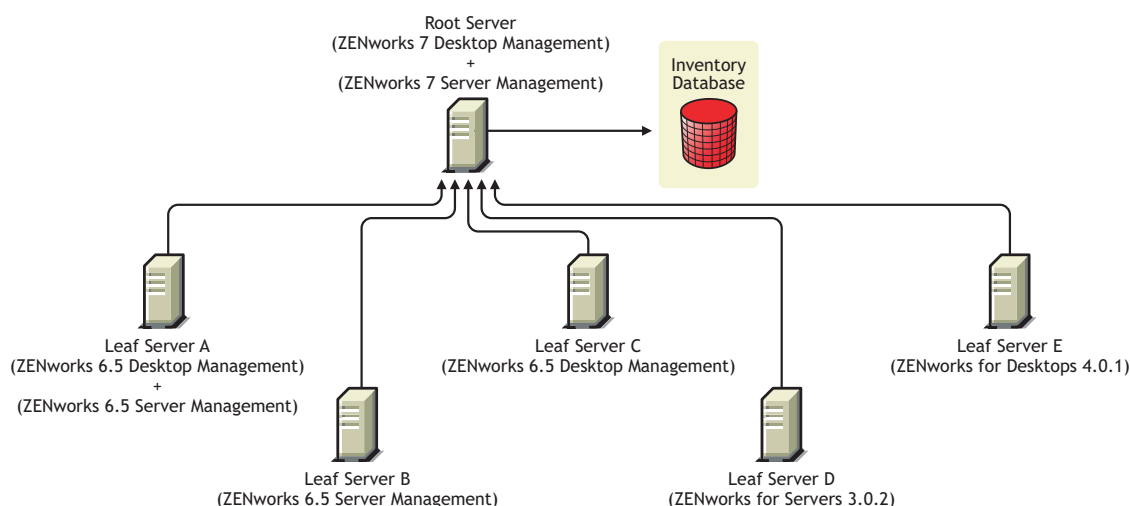 Root Server
(ZENworks 7 Desktop Management)
+
(ZENworks 7 Server Management)
Inventory
Database
Leaf Server A
(ZENworks 6.5 Desktop Management)
+
(ZENworks 6.5 Server Management)
Leaf Server B
(ZENworks 6.5 Server Management)
Leaf Server C
(ZENworks 6.5 Desktop Management)
Leaf Server D
(ZENworks for Servers 3.0.2)
Leaf Server E
(ZENworks for Desktops 4.0.1)